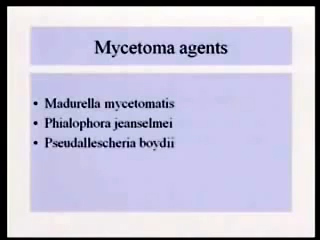 Mycetoma agents
• Madurella mycetomatis
• Phialophora jeanselmei
• Pseudallescheria boydii